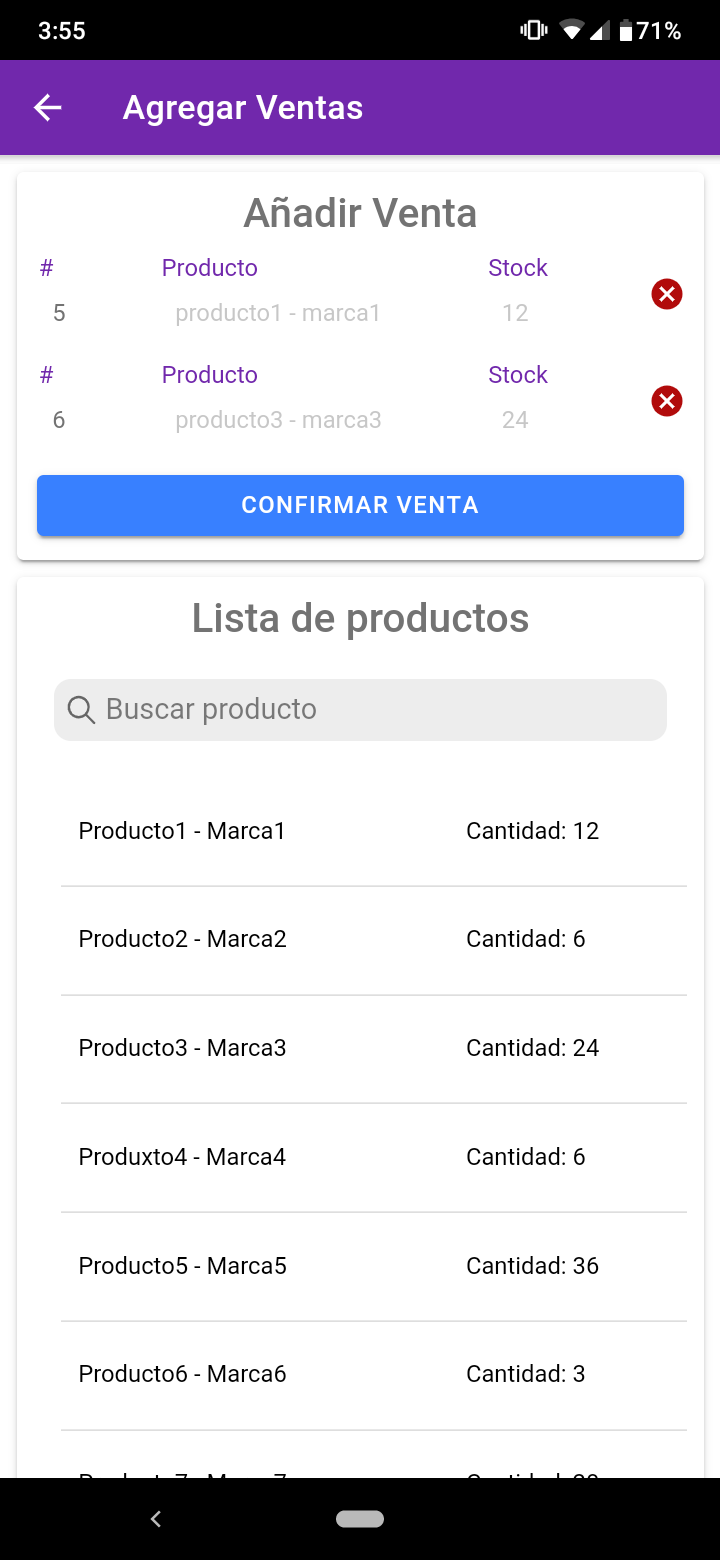 3:55 71%
Agregar Ventas
Añadir Venta
# Producto Stock
5 producto1 - marca1 12
# Producto Stock
6 producto3 - marca3 24
CONFIRMAR VENTA
Lista de productos
Buscar producto
Producto1 - Marca1 Cantidad: 12
Producto2 - Marca2 Cantidad: 6
Producto3 - Marca3 Cantidad: 24
Produxto4 - Marca4 Cantidad: 6
Producto5 - Marca5 Cantidad: 36
Producto6 - Marca6 Cantidad: 3